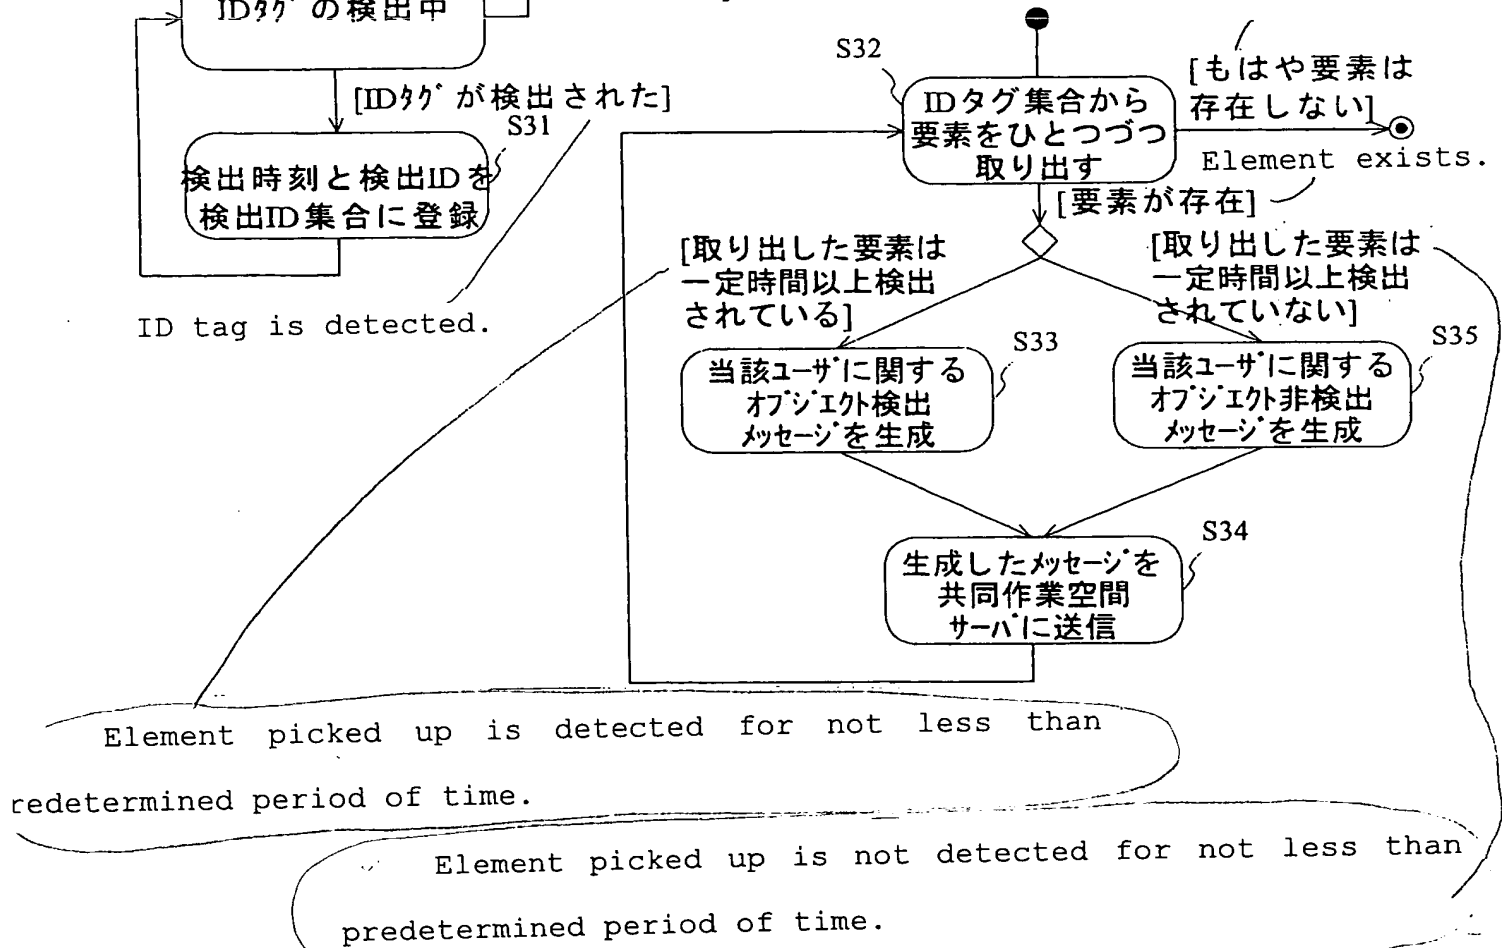 IDﾀｸﾞの検出中
[IDﾀｸﾞが検出された]
S31
検出時刻と検出IDを
検出ID集合に登録
ID tag is detected.
S32
IDタグ集合から
要素をひとつづつ
取り出す
[もはや要素は
存在しない]
Element exists.
[要素が存在]
[取り出した要素は
一定時間以上検出
されている]
[取り出した要素は
一定時間以上検出
されていない]
S33
当該ﾕｰｻﾞに関する
ｵﾌﾞｼﾞｴｸﾄ検出
ﾒｯｾｰｼﾞを生成
S35
当該ﾕｰｻﾞに関する
ｵﾌﾞｼﾞｴｸﾄ非検出
ﾒｯｾｰｼﾞを生成
S34
生成したﾒｯｾｰｼﾞを
共同作業空間
ｻｰﾊﾞに送信
Element picked up is detected for not less than
redetermined period of time.
Element picked up is not detected for not less than
predetermined period of time.